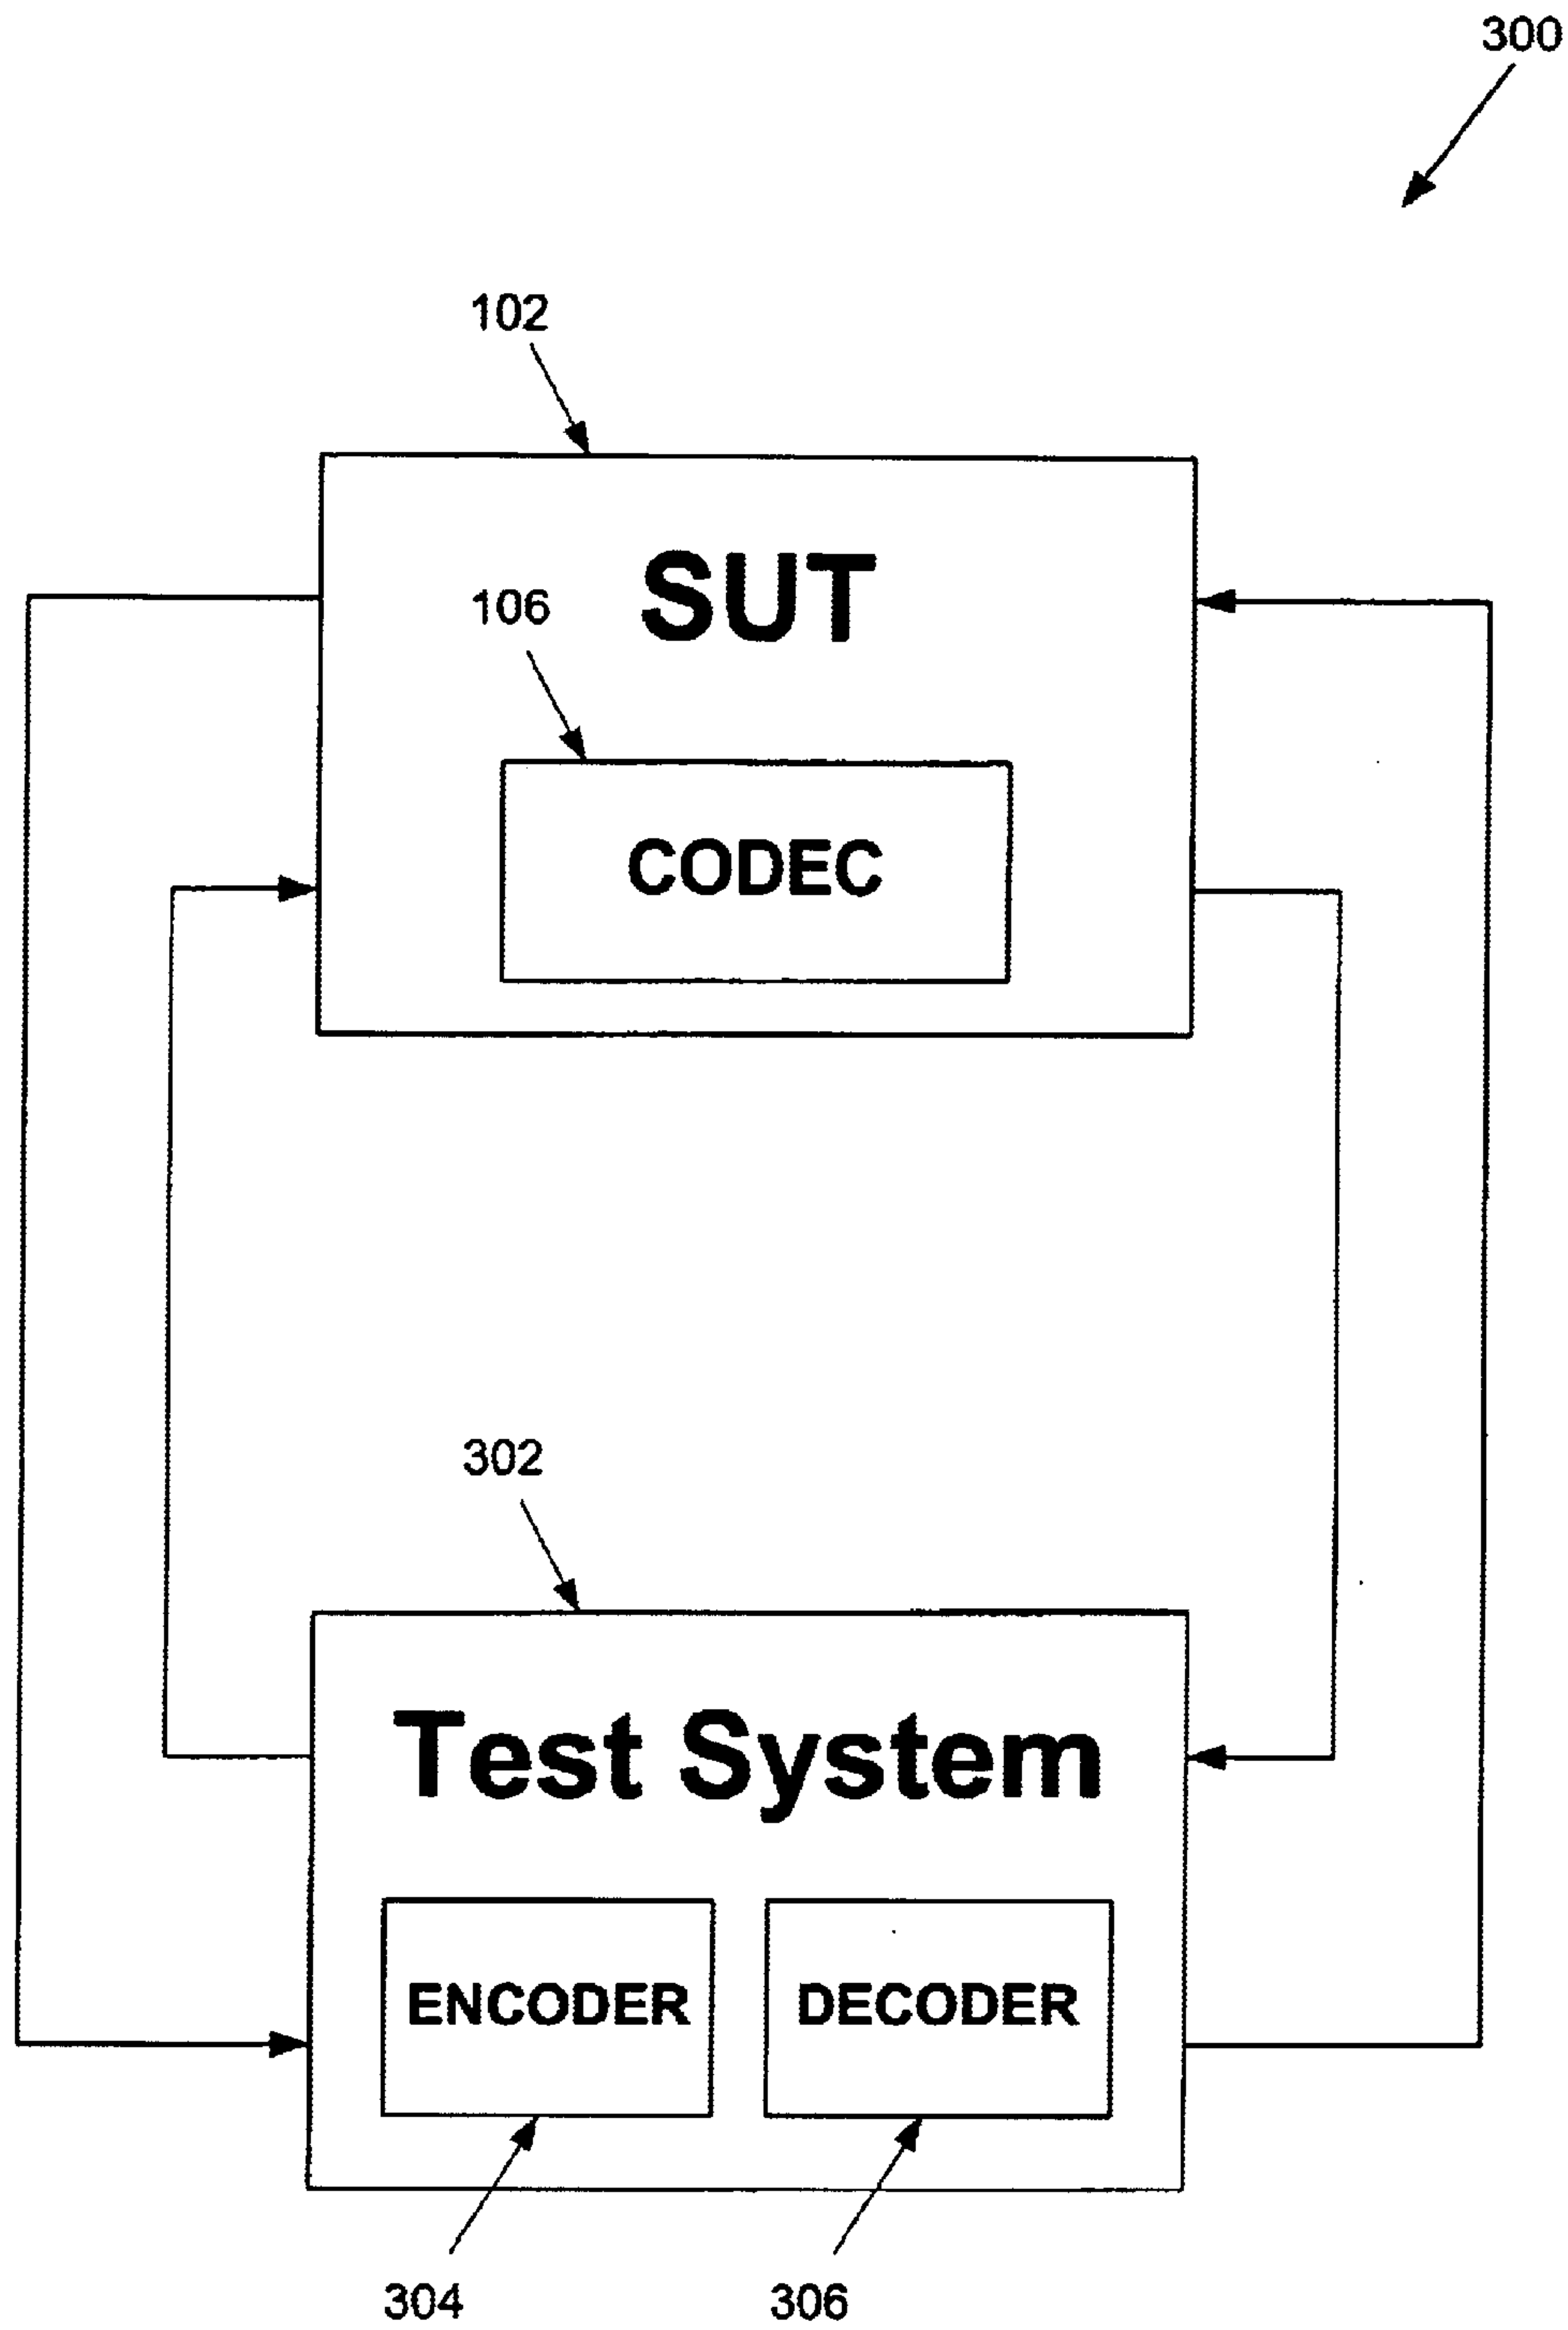 300
102
SUT
106
CODEC
302
Test System
ENCODER
DECODER
304
306